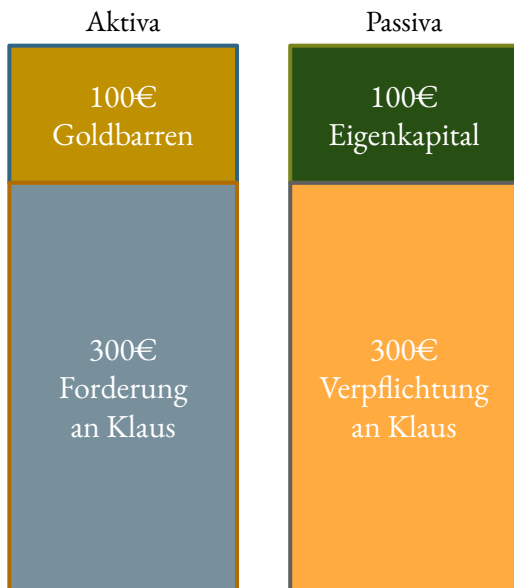 Aktiva
Passiva
100€
Goldbarren
100€
Eigenkapital
300€
Forderung
an Klaus
300€
Verpflichtung
an Klaus